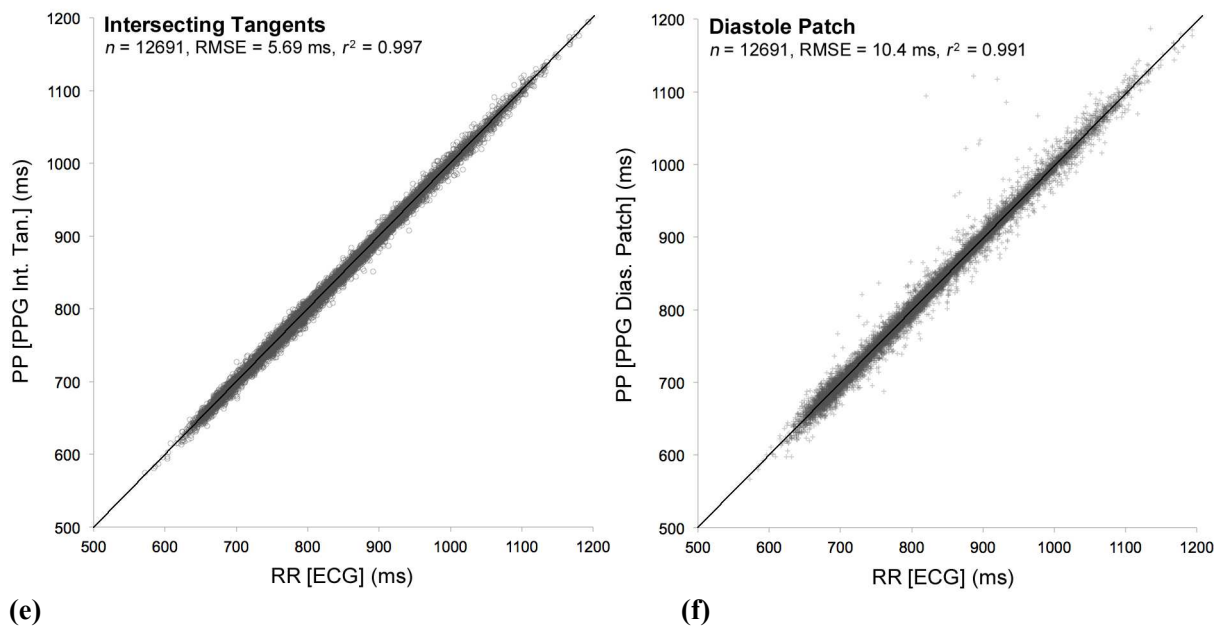 Intersecting Tangents
n = 12691, RMSE = 5.69 ms, r² = 0.997
1200
1100
1000
900
800
700
600
500
PP [PPG Int. Tan.] (ms)
500 600 700 800 900 1000 1100 1200
RR [ECG] (ms)
(e)
Diastole Patch
n = 12691, RMSE = 10.4 ms, r² = 0.991
1200
1100
1000
900
800
700
600
500
PP [PPG Dias. Patch] (ms)
500 600 700 800 900 1000 1100 1200
RR [ECG] (ms)
(f)